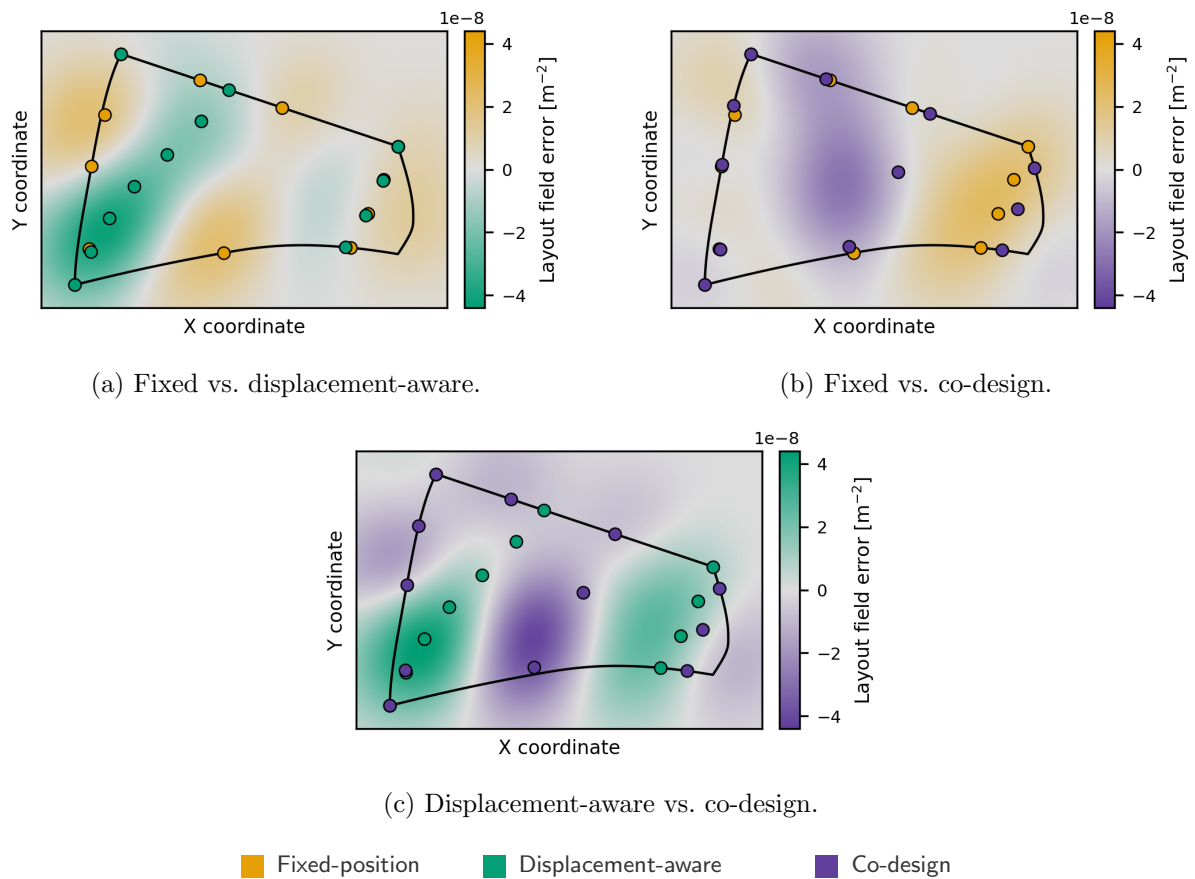 1e−8
4
2
0
−2
−4
Layout field error [m⁻²]
Y coordinate
X coordinate
(a) Fixed vs. displacement-aware.
1e−8
4
2
0
−2
−4
Layout field error [m⁻²]
Y coordinate
X coordinate
(b) Fixed vs. co-design.
1e−8
4
2
0
−2
−4
Layout field error [m⁻²]
Y coordinate
X coordinate
(c) Displacement-aware vs. co-design.
Fixed-position Displacement-aware Co-design